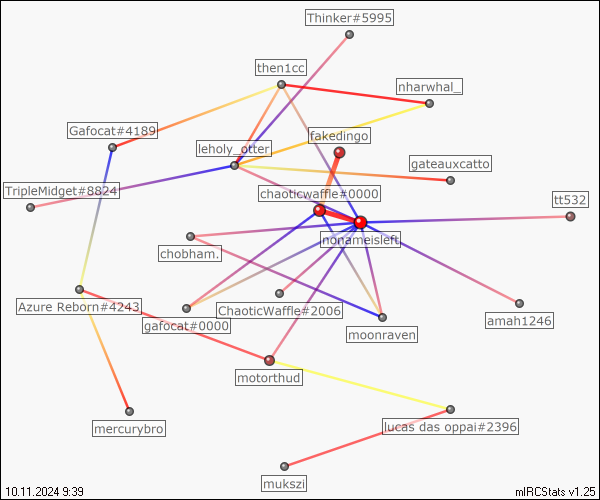 Thinker#5995
then1cc
nharwhal_
Gafocat#4189
fakedingo
leholy_otter
gateauxcatto
TripleMidget#8824
chaoticwaffle#0000
tt532
nonameisleft
chobham.
Azure Reborn#4243
ChaoticWaffle#2006
gafocat#0000
amah1246
moonraven
motorthud
mercurybro
lucas das oppai#2396
mukszi
10.11.2024 9:39
mIRCStats v1.25